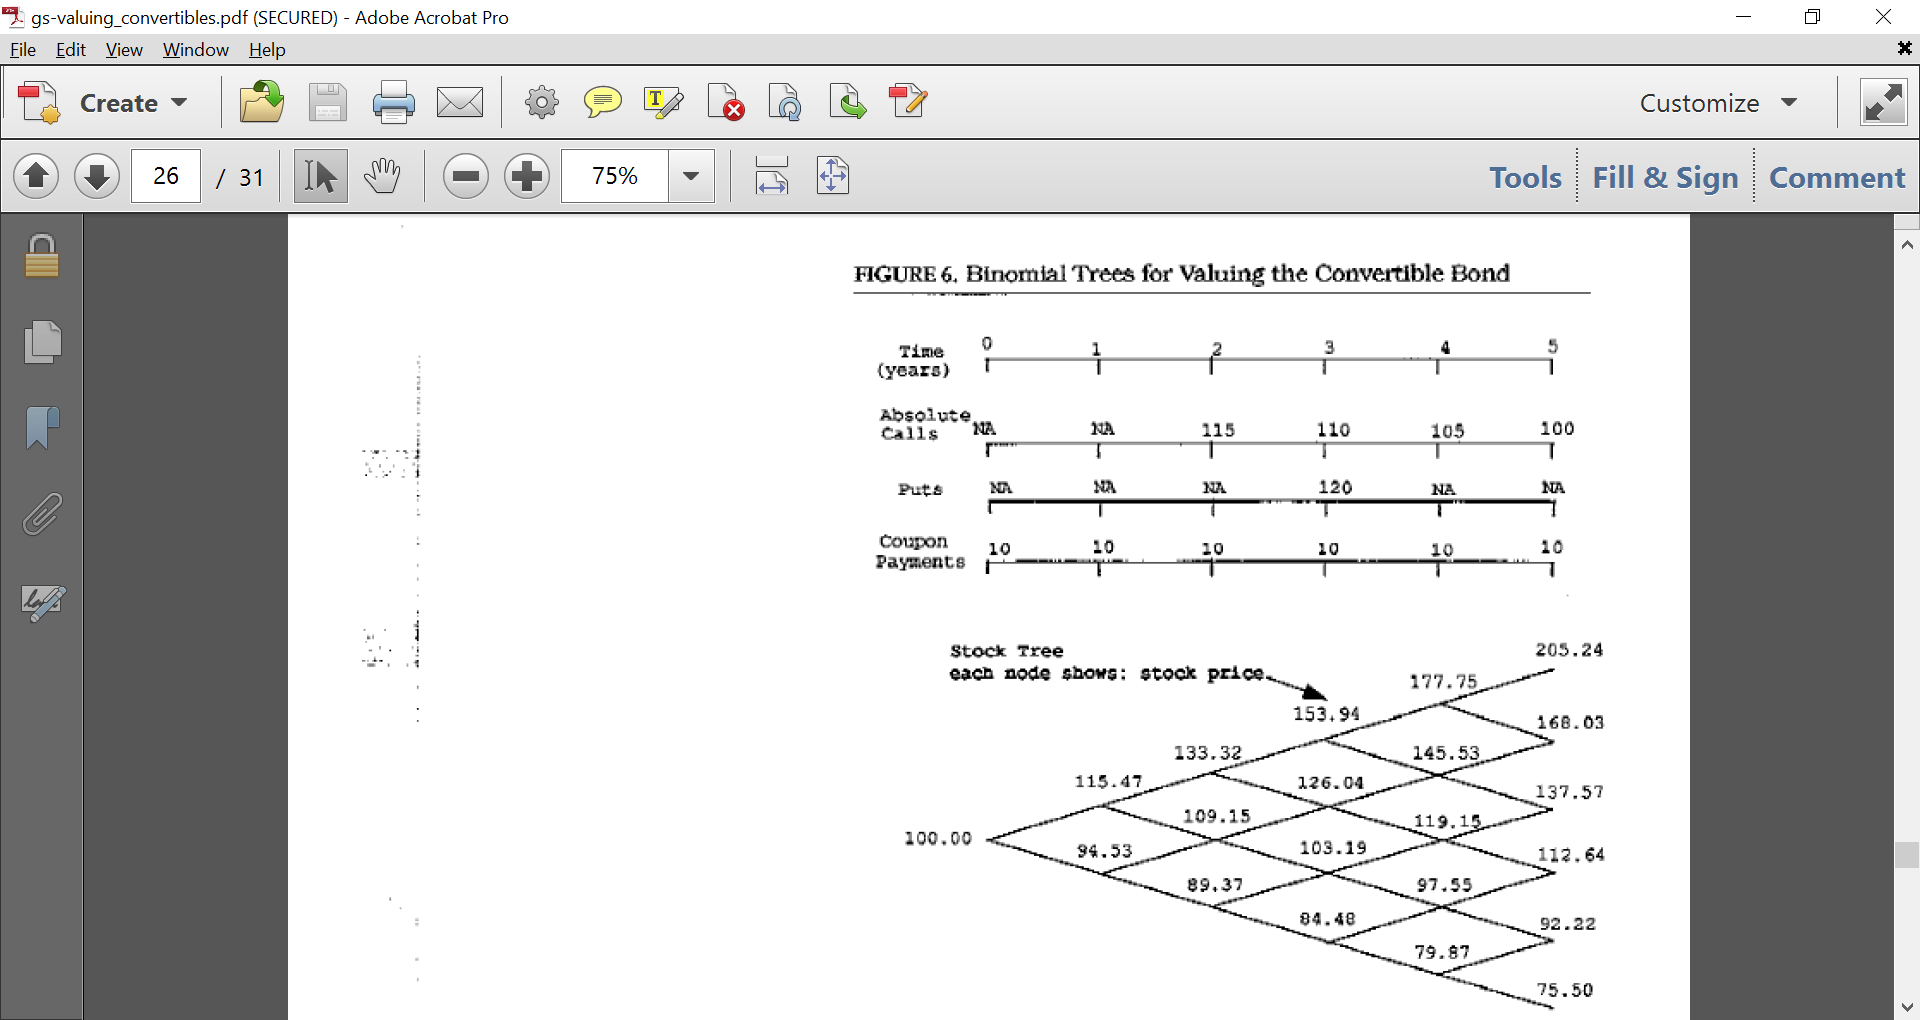 gs-valuing_convertibles.pdf (SECURED) - Adobe Acrobat Pro
File Edit View Window Help
Create
Customize
26 / 31
75%
Tools Fill & Sign Comment
FIGURE 6. Binomial Trees for Valuing the Convertible Bond
Time (years) 0 1 2 3 4 5
Absolute Calls NA NA 115 110 105 100
Puts NA NA NA 120 NA NA
Coupon Payments 10 10 10 10 10 10
Stock Tree
each node shows: stock price
205.24
177.75
153.94
168.03
133.32
145.53
115.47
126.04
137.57
109.15
119.15
100.00
94.53
103.19
112.64
89.37
97.55
84.48
92.22
79.87
75.50